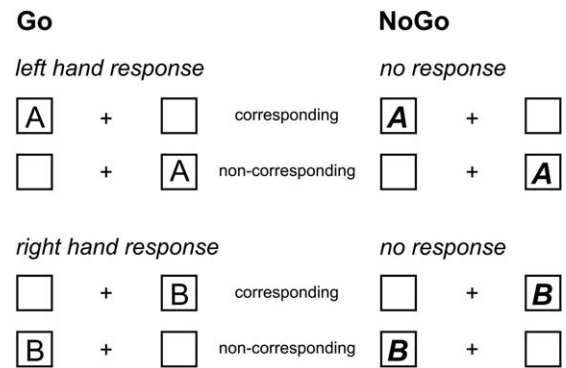 Go NoGo
left hand response no response
A + corresponding A +
+ A non-corresponding + A
right hand response no response
+ B corresponding + B
B + non-corresponding B +